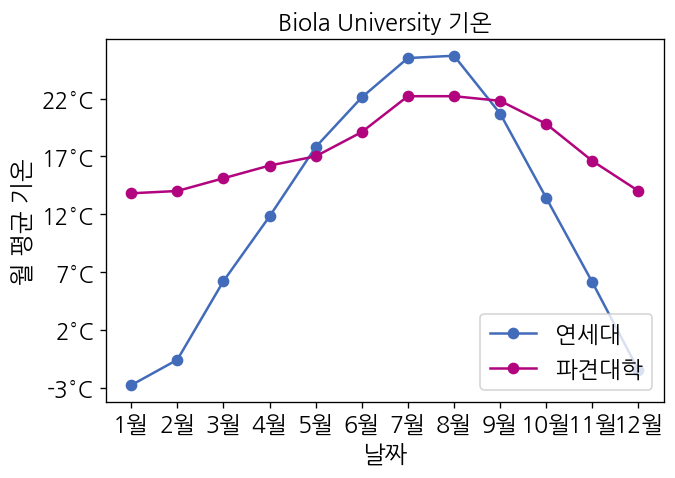 Biola University 기온
월 평균 기온
22°C
17°C
12°C
7°C
2°C
-3°C
연세대
파견대학
1월 2월 3월 4월 5월 6월 7월 8월 9월 10월 11월 12월
날짜